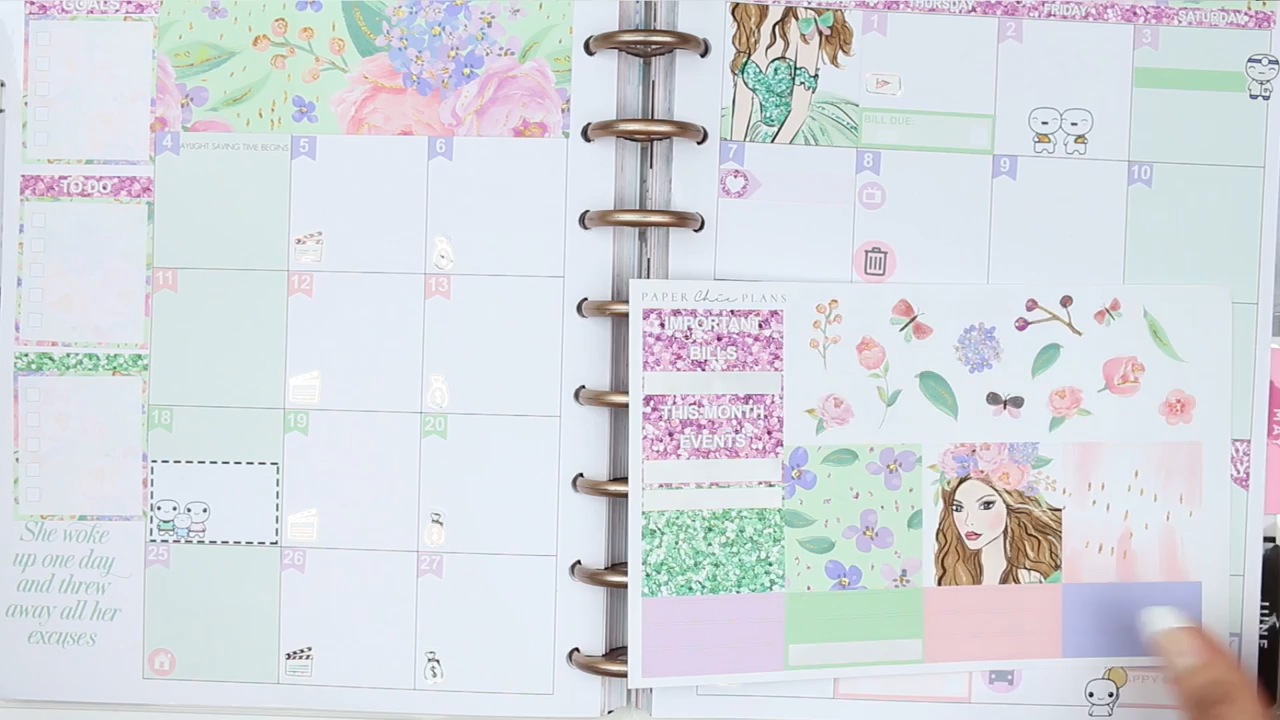 GOALS
TO DO
She woke
up one day
and threw
away all her
excuses
4
AYLIGHT SAVING TIME BEGINS
5
6
11
12
13
18
19
20
25
26
27
THURSDAY
FRIDAY
SATURDAY
1
2
3
BILL DUE:
7
8
9
10
PAPER Chic PLANS
IMPORTANT
BILLS
THIS MONTH
EVENTS
JUNE